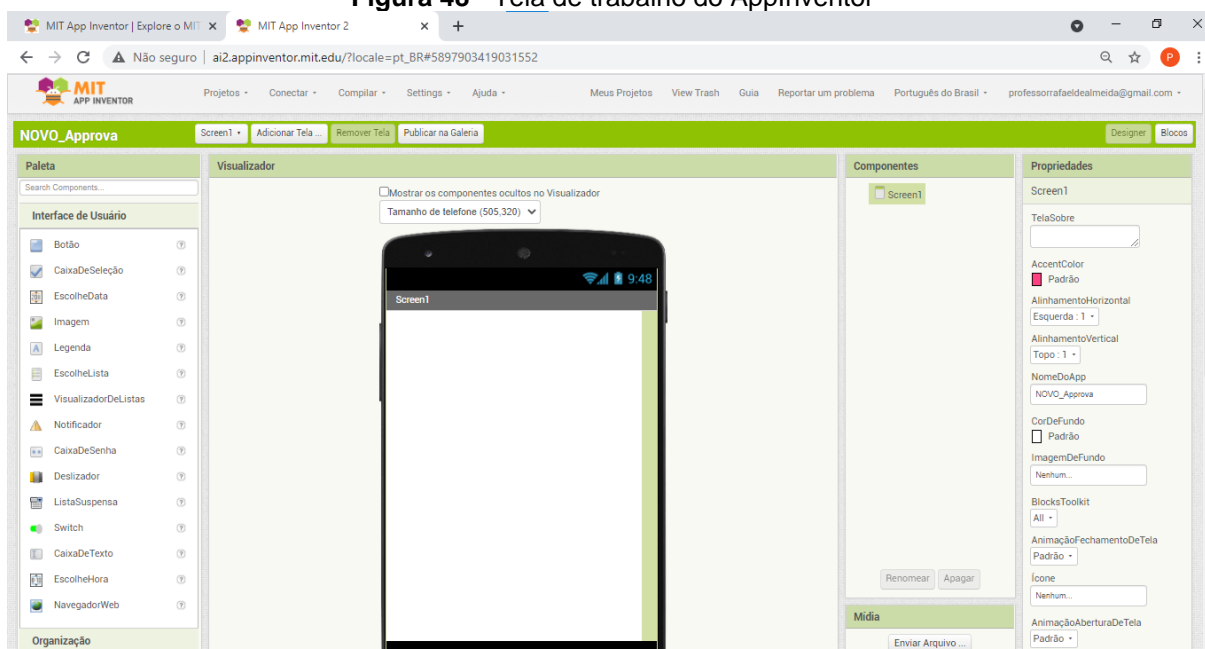 Figura 48 - Tela de trabalho do AppInventor
MIT App Inventor | Explore o MIT
MIT App Inventor 2
Não seguro
ai2.appinventor.mit.edu/?locale=pt_BR#5897903419031552
P
MIT
APP INVENTOR
Projetos
Conectar
Compilar
Settings
Ajuda
Meus Projetos
View Trash
Guia
Reportar um problema
Português do Brasil
professorrafaeldealmeida@gmail.com
NOVO_Approva
Screen1
Adicionar Tela ...
Remover Tela
Publicar na Galeria
Designer
Blocos
Paleta
Search Components...
Interface de Usuário
Botão
CaixaDeSeleção
EscolheData
Imagem
Legenda
EscolheLista
VisualizadorDeListas
Notificador
CaixaDeSenha
Deslizador
ListaSuspensa
Switch
CaixaDeTexto
EscolheHora
NavegadorWeb
Organização
Visualizador
Mostrar os componentes ocultos no Visualizador
Tamanho de telefone (505,320)
9:48
Screen1
Componentes
Screen1
Renomear
Apagar
Mídia
Enviar Arquivo ...
Propriedades
Screen1
TelaSobre
AccentColor
Padrão
AlinhamentoHorizontal
Esquerda : 1
AlinhamentoVertical
Topo : 1
NomeDoApp
NOVO_Approva
CorDeFundo
Padrão
ImagemDeFundo
Nenhum...
BlocksToolkit
All
AnimaçãoFechamentoDeTela
Padrão
Ícone
Nenhum...
AnimaçãoAberturaDeTela
Padrão